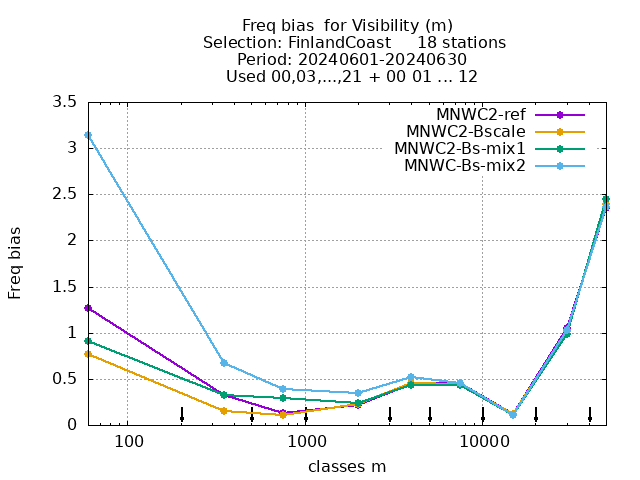 Freq bias  for Visibility (m)
Selection: FinlandCoast     18 stations
Period: 20240601-20240630
Used 00,03,...,21 + 00 01 ... 12
MNWC2-ref
MNWC2-Bscale
MNWC2-Bs-mix1
MNWC-Bs-mix2
Freq bias
3.5
3
2.5
2
1.5
1
0.5
0
100
1000
10000
classes m